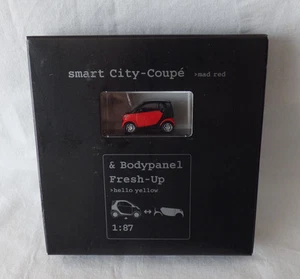 smart City-Coupé >mad red
& Bodypanel
Fresh-Up
>hello yellow
1:87